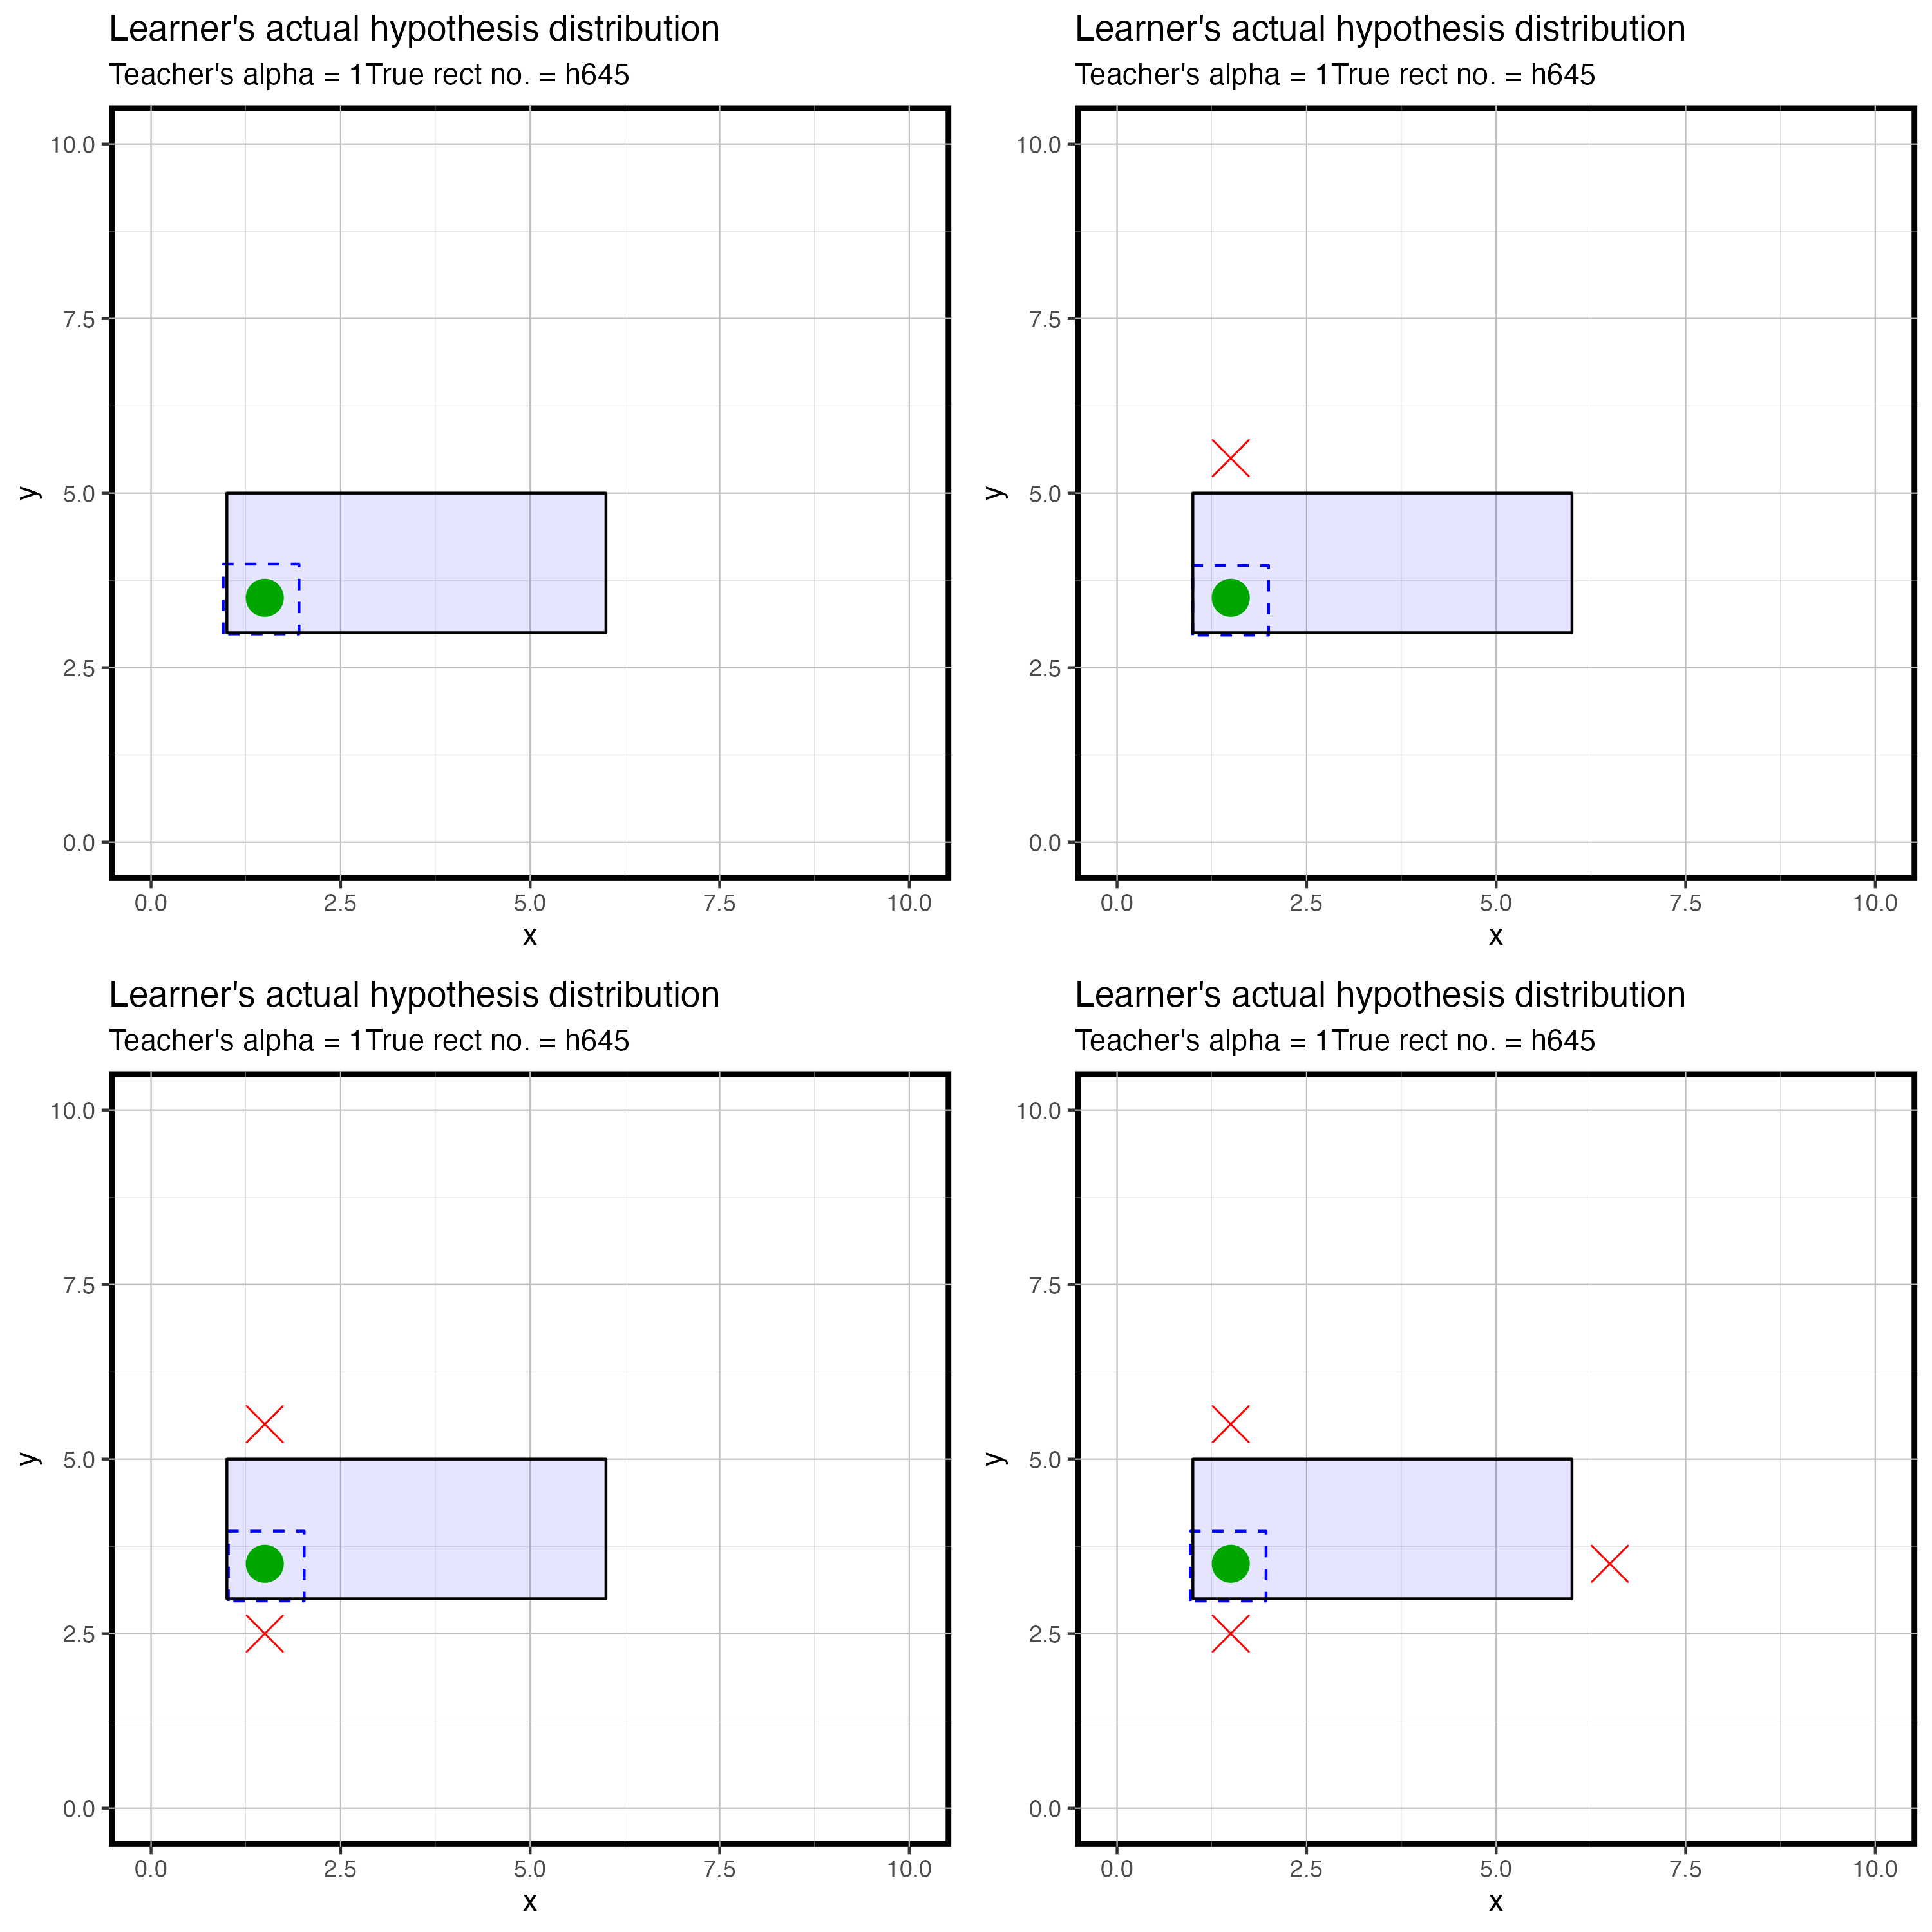 Learner's actual hypothesis distribution
Teacher's alpha = 1True rect no. = h645
10.0
7.5
5.0
2.5
0.0
y
0.0 2.5 5.0 7.5 10.0
x
Learner's actual hypothesis distribution
Teacher's alpha = 1True rect no. = h645
10.0
7.5
5.0
2.5
0.0
y
0.0 2.5 5.0 7.5 10.0
x
Learner's actual hypothesis distribution
Teacher's alpha = 1True rect no. = h645
10.0
7.5
5.0
2.5
0.0
y
0.0 2.5 5.0 7.5 10.0
x
Learner's actual hypothesis distribution
Teacher's alpha = 1True rect no. = h645
10.0
7.5
5.0
2.5
0.0
y
0.0 2.5 5.0 7.5 10.0
x